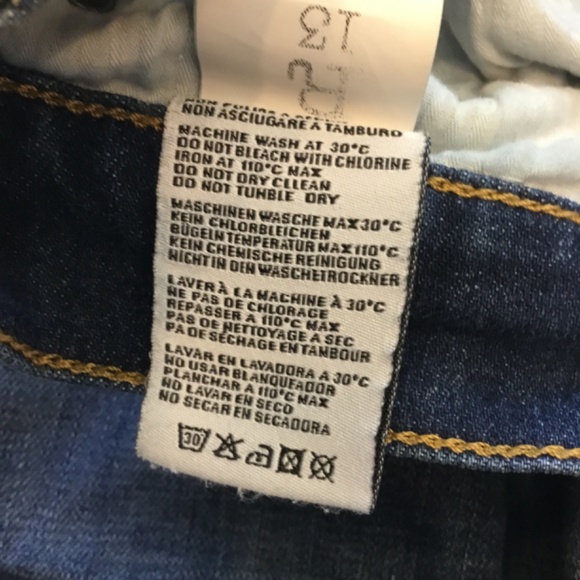 NON ASCIUGARE A TAMBURO
MACHINE WASH AT 30°C
DO NOT BLEACH WITH CHLORINE
IRON AT 110°C MAX
DO NOT DRY CLLEAN
DO NOT TUMBLE DRY
MASCHINEN WASCHE MAX 30°C
KEIN CHLORBLEICHEN
BÜGELN TEMPERATUR MAX 110°C
KEIN CHEMISCHE REINIGUNG
NICHT IN DEN WASCHETROCKNER
LAVER À LA MACHINE À 30°C
NE PAS DE CHLORAGE
REPASSER A 110°C MAX
PAS DE NETTOYAGE A SEC
PA DE SÉCHAGE EN TAMBOUR
LAVAR EN LAVADORA A 30°C
NO USAR BLANQUEADOR
PLANCHAR A 110°C MAX
NO LAVAR EN SECO
NO SECAR EN SECADORA
30